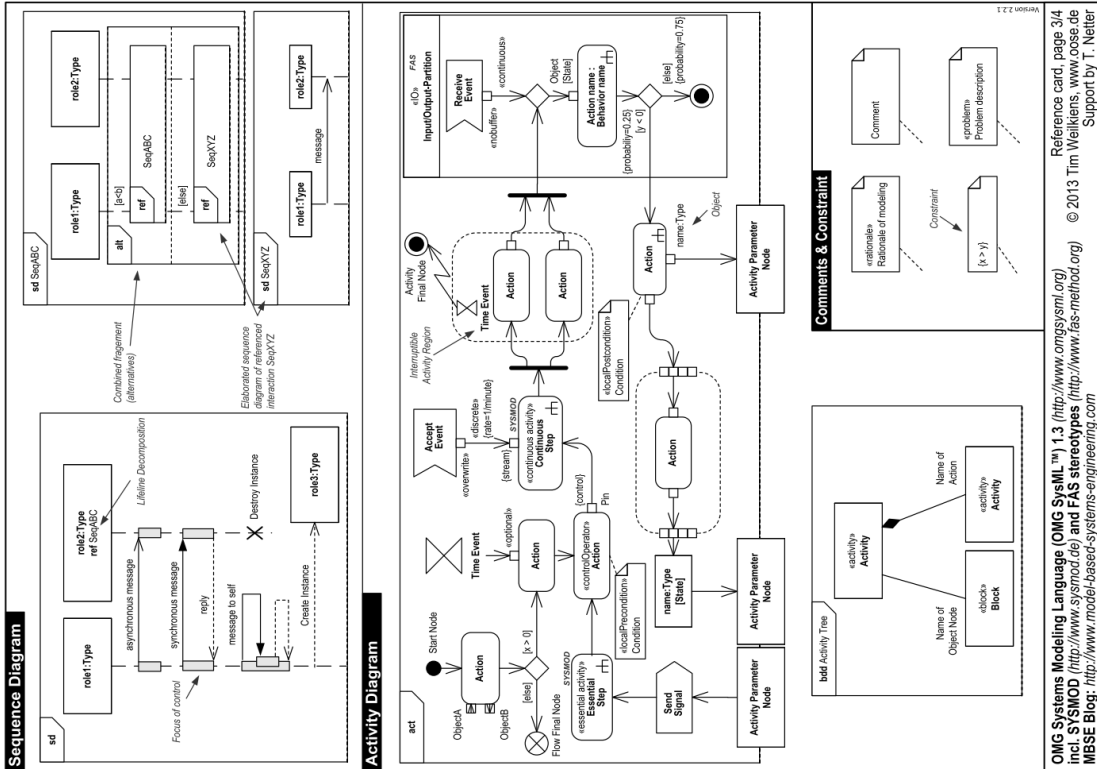 Sequence Diagram
sd
role1:Type
role2:Type
ref SeqABC
Lifeline Decomposition
asynchronous message
synchronous message
reply
message to self
Focus of control
Destroy Instance
Create Instance
role3:Type
Combined fragement
(alternatives)
Elaborated sequence
diagram of referenced
interaction SeqXYZ
sd SeqABC
role1:Type
role2:Type
alt
[a<b]
ref
SeqABC
[else]
ref
SeqXYZ
sd SeqXYZ
role1:Type
role2:Type
message
Activity Diagram
act
Start Node
ObjectA
ObjectB
Action
[x > 0]
[else]
Flow Final Node
Time Event
«optional»
Action
Accept
Event
«overwrite»
«discrete»
{rate=1/minute}
{stream}
SYSMOD
«continuous activity»
Continuous
Step
{control}
Pin
«controlOperator»
Action
«localPrecondition»
Condition
SYSMOD
«essential activity»
Essential
Step
Send
Signal
Activity Parameter
Node
name:Type
[State]
Activity Parameter
Node
Action
«localPostcondition»
Condition
Action
name:Type
Object
Activity Parameter
Node
Interruptible
Activity Region
Time Event
Activity
Final Node
Action
Action
FAS
«IO»
Input/Output-Partition
Receive
Event
«nobuffer»
«continuous»
Object
[State]
Action name :
Behavior name
{probabiliy=0.25}
[y < 0]
[else]
{probability=0.75}
bdd Activity Tree
«activity»
Activity
Name of
Object Node
Name of
Action
«block»
Block
«activity»
Activity
Comments & Constraint
«rationale»
Rationale of modeling
Comment
Constraint
{x > y}
«problem»
Problem description
Version 2.2.1
OMG Systems Modeling Language (OMG SysML™) 1.3 (http://www.omgsysml.org)
incl. SYSMOD (http://www.sysmod.de) and FAS stereotypes (http://www.fas-method.org)
MBSE Blog: http://www.model-based-systems-engineering.com
Reference card, page 3/4
© 2013 Tim Weilkiens, www.oose.de
Support by T. Netter